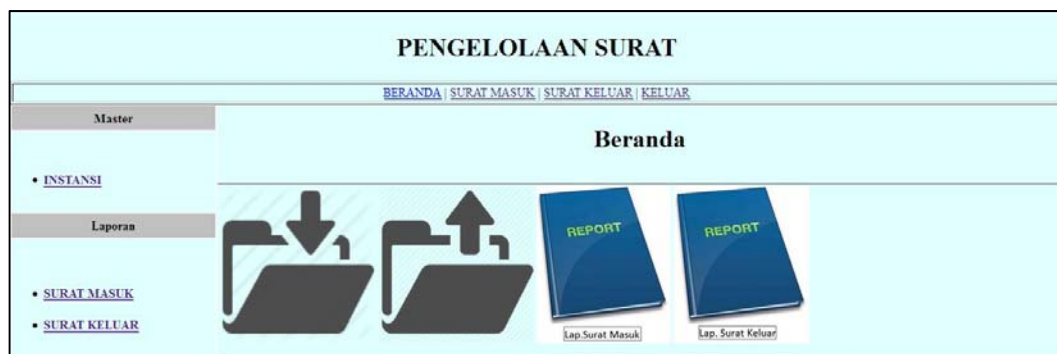 PENGELOLAAN SURAT
BERANDA | SURAT MASUK | SURAT KELUAR | KELUAR
Master
• INSTANSI
Laporan
• SURAT MASUK
• SURAT KELUAR
Beranda
REPORT
REPORT
Lap.Surat Masuk
Lap. Surat Keluar